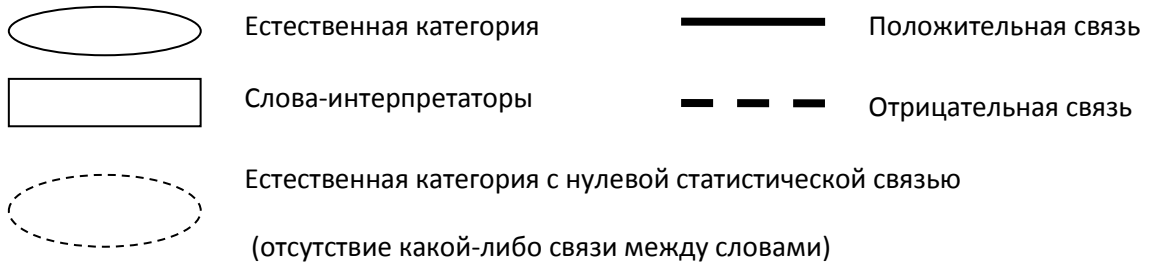 Естественная категория
Положительная связь
Слова-интерпретаторы
Отрицательная связь
Естественная категория с нулевой статистической связью
(отсутствие какой-либо связи между словами)